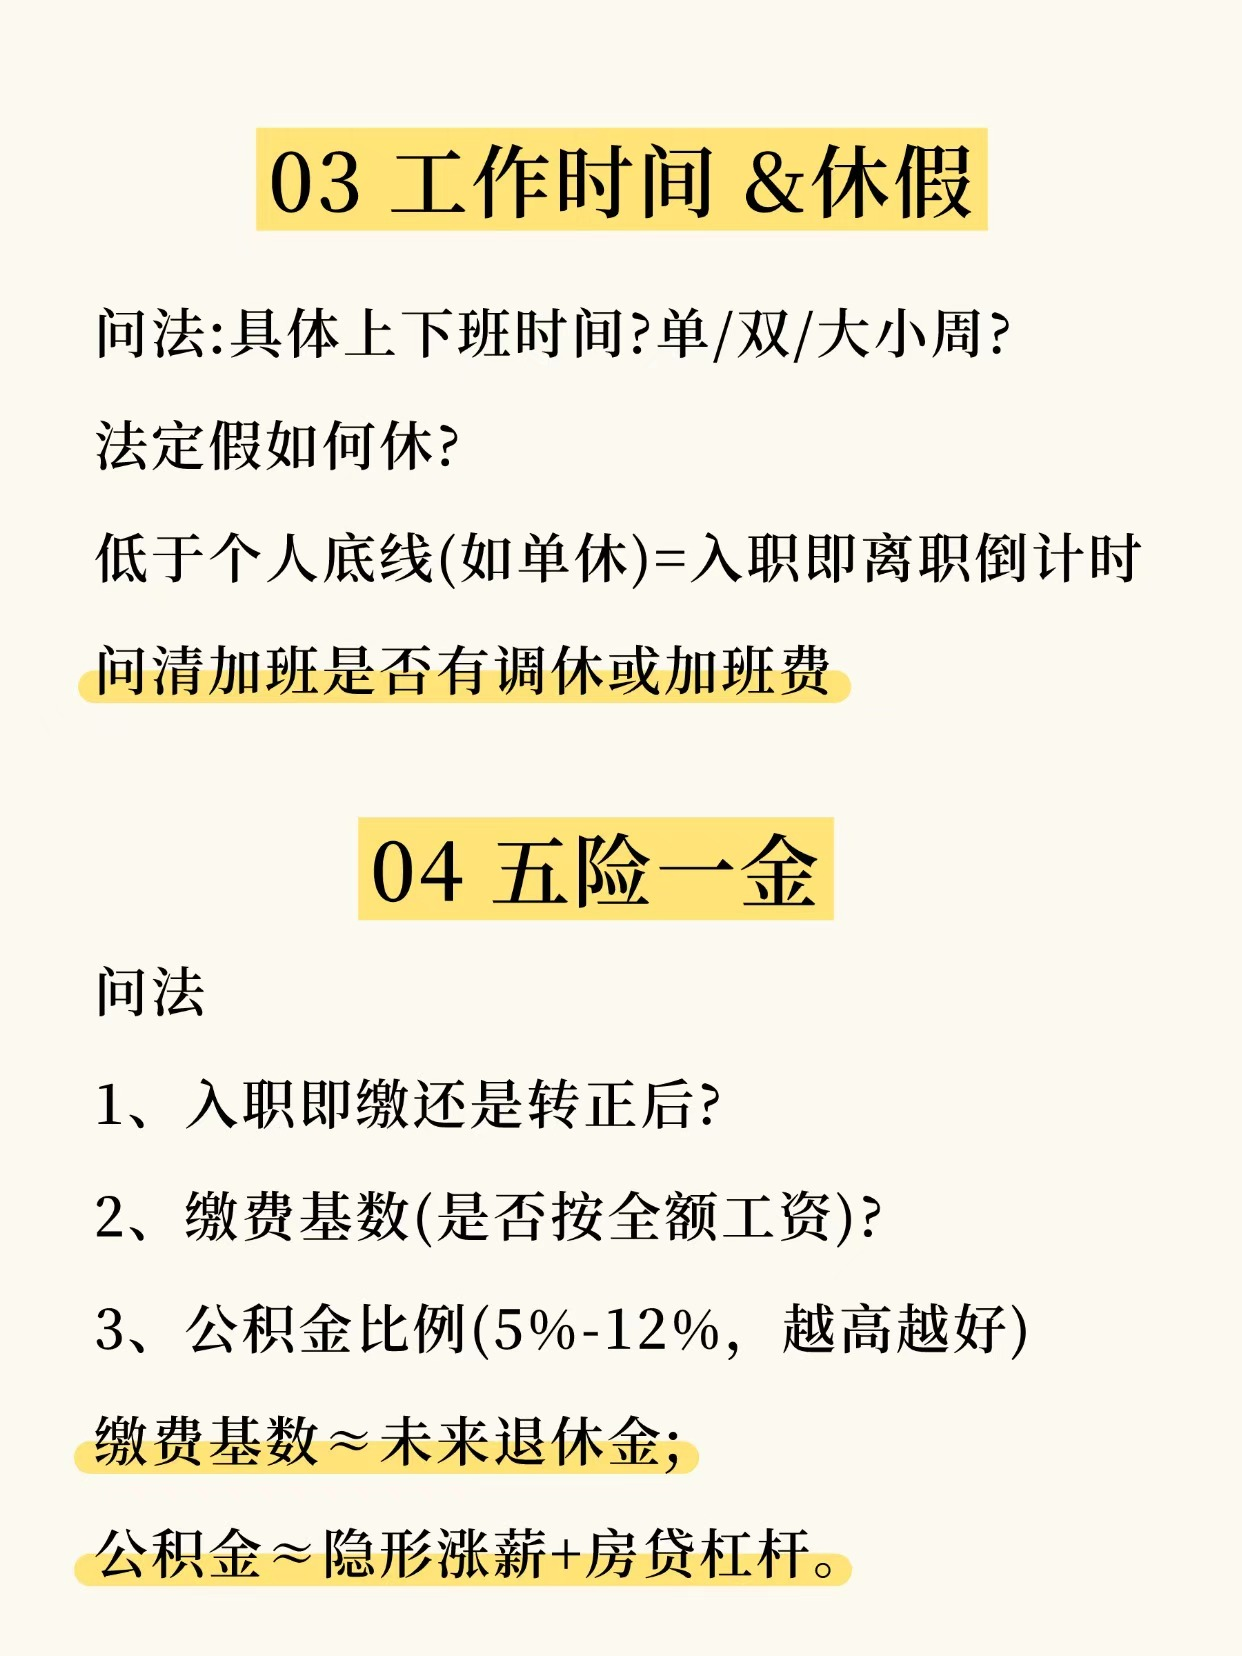 03 工作时间 &休假
问法:具体上下班时间?单/双/大小周?
法定假如何休?
低于个人底线(如单休)=入职即离职倒计时
问清加班是否有调休或加班费
04 五险一金
问法
1、入职即缴还是转正后?
2、缴费基数(是否按全额工资)?
3、公积金比例(5%-12%，越高越好)
缴费基数≈未来退休金;
公积金≈隐形涨薪+房贷杠杆。